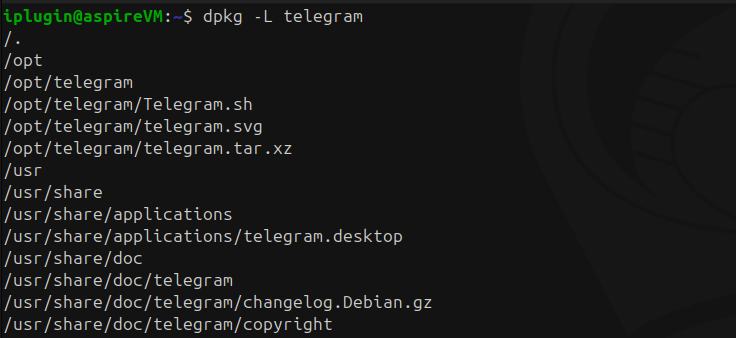 iplugin@aspireVM:~$ dpkg -L telegram
/.
/opt
/opt/telegram
/opt/telegram/Telegram.sh
/opt/telegram/telegram.svg
/opt/telegram/telegram.tar.xz
/usr
/usr/share
/usr/share/applications
/usr/share/applications/telegram.desktop
/usr/share/doc
/usr/share/doc/telegram
/usr/share/doc/telegram/changelog.Debian.gz
/usr/share/doc/telegram/copyright